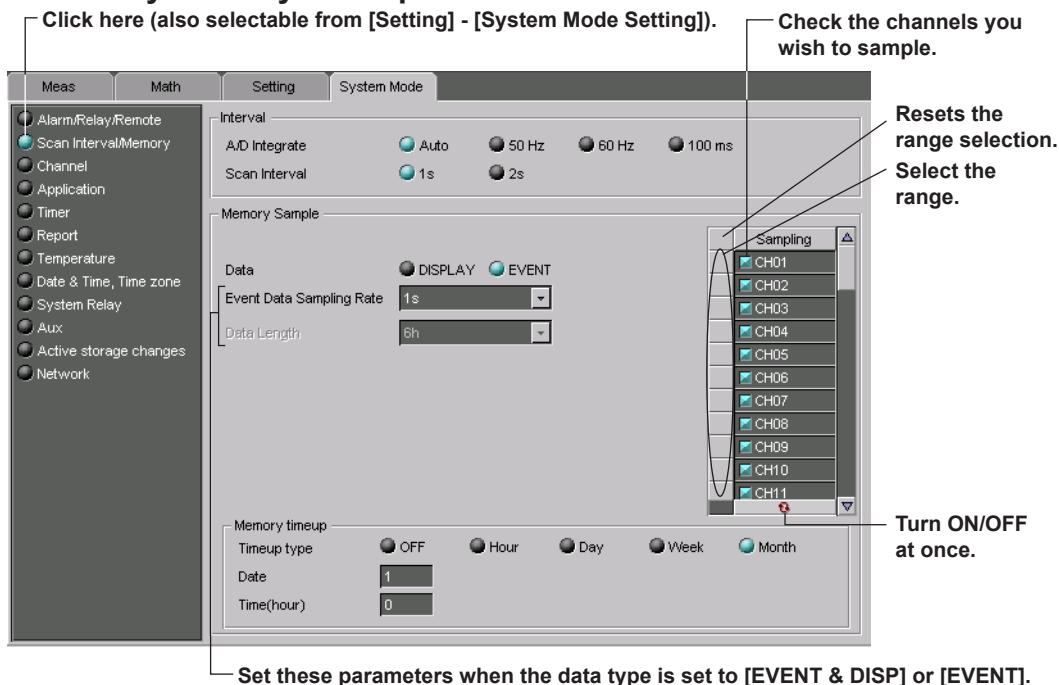 Click here (also selectable from [Setting] - [System Mode Setting]).
Check the channels you
wish to sample.
Meas
Math
Setting
System Mode
Alarm/Relay/Remote
Scan Interval/Memory
Channel
Application
Timer
Report
Temperature
Date & Time, Time zone
System Relay
Aux
Active storage changes
Network
Interval
A/D Integrate
Auto
50 Hz
60 Hz
100 ms
Scan Interval
1s
2s
Resets the
range selection.
Select the
range.
Memory Sample
Data
DISPLAY
EVENT
Event Data Sampling Rate
1s
Data Length
6h
Sampling
CH01
CH02
CH03
CH04
CH05
CH06
CH07
CH08
CH09
CH10
CH11
Turn ON/OFF
at once.
Memory timeup
Timeup type
OFF
Hour
Day
Week
Month
Date
1
Time(hour)
0
Set these parameters when the data type is set to [EVENT & DISP] or [EVENT].